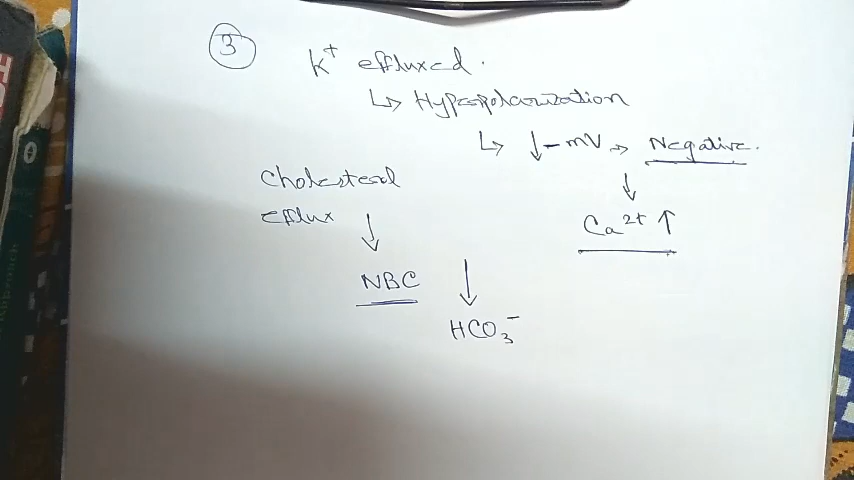 3
K+ effluxed.
↳ Hyperpolarization
↳ ↓ -mV → Negative.
Cholesterol
efflux ↓
↓
Ca2+ ↑
NBC ↓
HCO3-